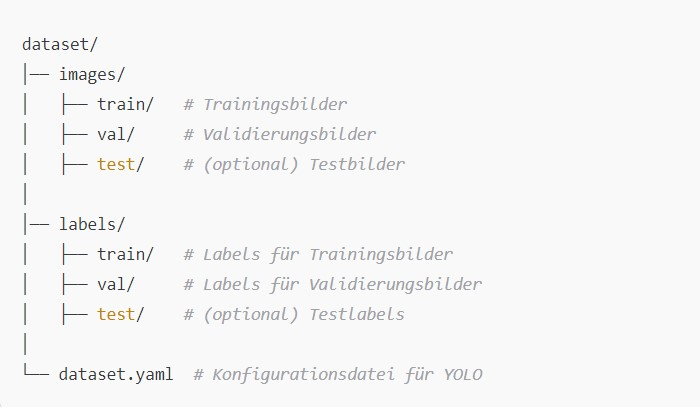 dataset/
│── images/
│   ├── train/   # Trainingsbilder
│   ├── val/     # Validierungsbilder
│   ├── test/    # (optional) Testbilder
│
│── labels/
│   ├── train/   # Labels für Trainingsbilder
│   ├── val/     # Labels für Validierungsbilder
│   ├── test/    # (optional) Testlabels
│
└── dataset.yaml  # Konfigurationsdatei für YOLO